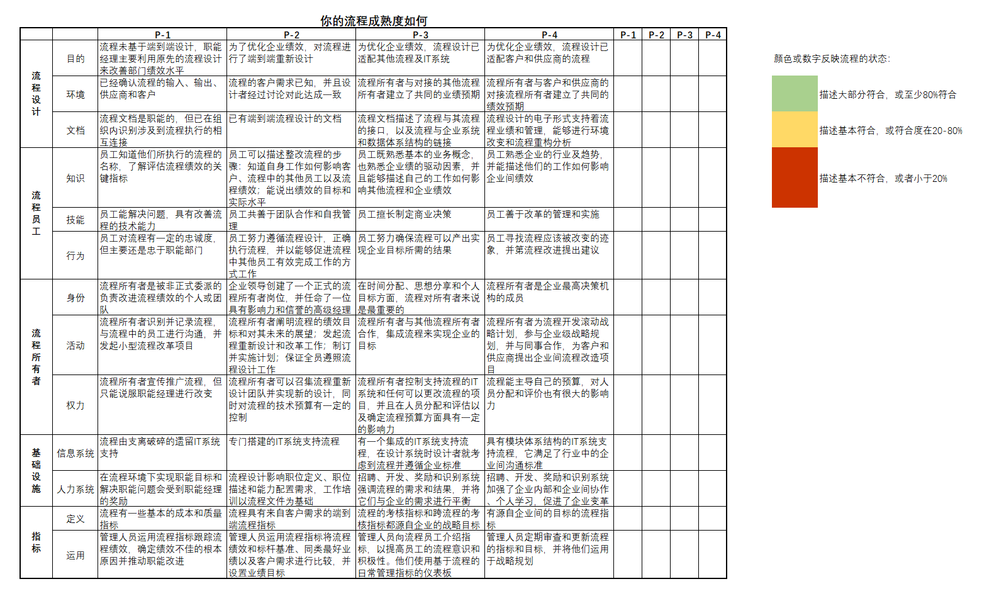 你的流程成熟度如何
P-1 P-2 P-3 P-4 P-1 P-2 P-3 P-4
流程设计
目的
流程未基于端到端设计，职能
经理主要利用原先的流程设计
来改善部门绩效水平
为了优化企业绩效，对流程进
行了端到端重新设计
为优化企业绩效，流程设计已
适配其他流程及IT系统
为优化企业绩效，流程设计已
适配客户和供应商的流程
环境
已经确认流程的输入、输出、
供应商和客户
流程的客户需求已知，并且设
计者经过讨论对此达成一致
流程所有者与对接的其他流程
所有者建立了共同的业绩预期
流程所有者与客户和供应商的
对接流程所有者建立了共同的
绩效预期
文档
流程文档是职能的，但已在组
织内识别涉及到流程执行的相
互连接
已有端到端流程设计的文档
流程文档描述了流程与其流程
的接口，以及流程与企业系统
和数据体系结构的链接
流程设计的电子形式支持着流
程业绩和管理，能够进行环境
改变和流程重构分析
流程员工
知识
员工知道他们所执行的流程的
名称，了解评估流程绩效的关
键指标
员工可以描述整改流程的步
骤：知道自身工作如何影响客
户、流程中的其他员工以及流
程绩效；能说出绩效的目标和
实际水平
员工既熟悉基本的业务概念，
也熟悉企业绩的驱动因素，并
且能够描述自己的工作如何影
响其他流程和企业绩效
员工熟悉企业的行业及趋势，
并能描述他们的工作如何影响
企业间绩效
技能
员工能解决问题，具有改善流
程的技术能力
员工共善于团队合作和自我管
理
员工擅长制定商业决策
员工善于改革的管理和实施
行为
员工对流程有一定的忠诚度，
但主要还是忠于职能部门
员工努力遵循流程设计，正确
执行流程，并以能够促进流程
中其他员工有效完成工作的方
式工作
员工努力确保流程可以产出实
现企业目标所需的结果
员工寻找流程应该被改变的迹
象，并第流程改进提出建议
流程所有者
身份
流程所有者是被非正式委派的
负责改进流程绩效的个人或团
队
企业领导创建了一个正式的流
程所有者岗位，并任命了一位
具有影响力和信誉的高级经理
在时间分配、思想分享和个人
目标方面，流程对所有者来说
是最重要的
流程所有者是企业最高决策机
构的成员
活动
流程所有者识别并记录流程，
与流程中的员工进行沟通，并
发起小型流程改革项目
流程所有者阐明流程的绩效目
标和对其未来的展望；发起流
程重新设计和改革工作；制订
并实施计划；保证全员遵照流
程设计工作
流程所有者与其他流程所有者
合作，集成流程来实现企业的
目标
流程所有者为流程开发滚动战
略计划，参与企业级战略规
划，并与同事合作，为客户和
供应商提出企业间流程改造项
目
权力
流程所有者宣传推广流程，但
只能说服职能经理进行改变
流程所有者可以召集流程重新
设计团队并实现新的设计，同
时对流程的技术预算有一定的
控制
流程所有者控制支持流程的IT
系统和任何可以更改流程的项
目，并且在人员分配和评估以
及确定流程预算方面具有一定
的影响力
流程能主导自己的预算，对人
员分配和评价也有很大的影响
力
基础设施
信息系统
流程由支离破碎的遗留IT系统
支持
专门搭建的IT系统支持流程
有一个集成的IT系统支持流
程，在设计系统时设计者就考
虑到流程并遵循企业标准
具有模块体系结构的IT系统支
持流程，它满足了行业中的企
业间沟通标准
人力系统
在流程环境下实现职能目标和
解决职能问题会受到职能经理
的奖励
流程设计影响职位定义、职位
描述和能力配置需求，工作培
训以流程文件为基础
招聘、开发、奖励和识别系统
强调流程的需求和结果，并将
它们与企业的需求进行平衡
招聘、开发、奖励和识别系统
加强了企业内部和企业间协作
、个人学习，促进了企业变革
指标
定义
流程有一些基本的成本和质量
指标
流程具有来自客户需求的端到
端流程指标
流程的考核指标和跨流程的考
核指标都源自企业的战略目标
有源自企业间的目标的流程指
标
运用
管理人员运用流程指标跟踪流
程绩效，确定绩效不佳的根本
原因并推动职能改进
管理人员运用流程指标将流程
绩效和标杆基准、同类最好业
绩以及客户需求进行比较，并
设置业绩目标
管理人员向流程员工介绍指
标，以提高员工的流程意识和
积极性。他们使用基于流程的
日常管理指标的仪表板
管理人员定期审查和更新流程
的指标和目标，并将他们运用
于战略规划
颜色或数字反映流程的状态：
描述大部分符合，或至少80%符合
描述基本符合，或符合度在20-80%
描述基本不符合，或者小于20%